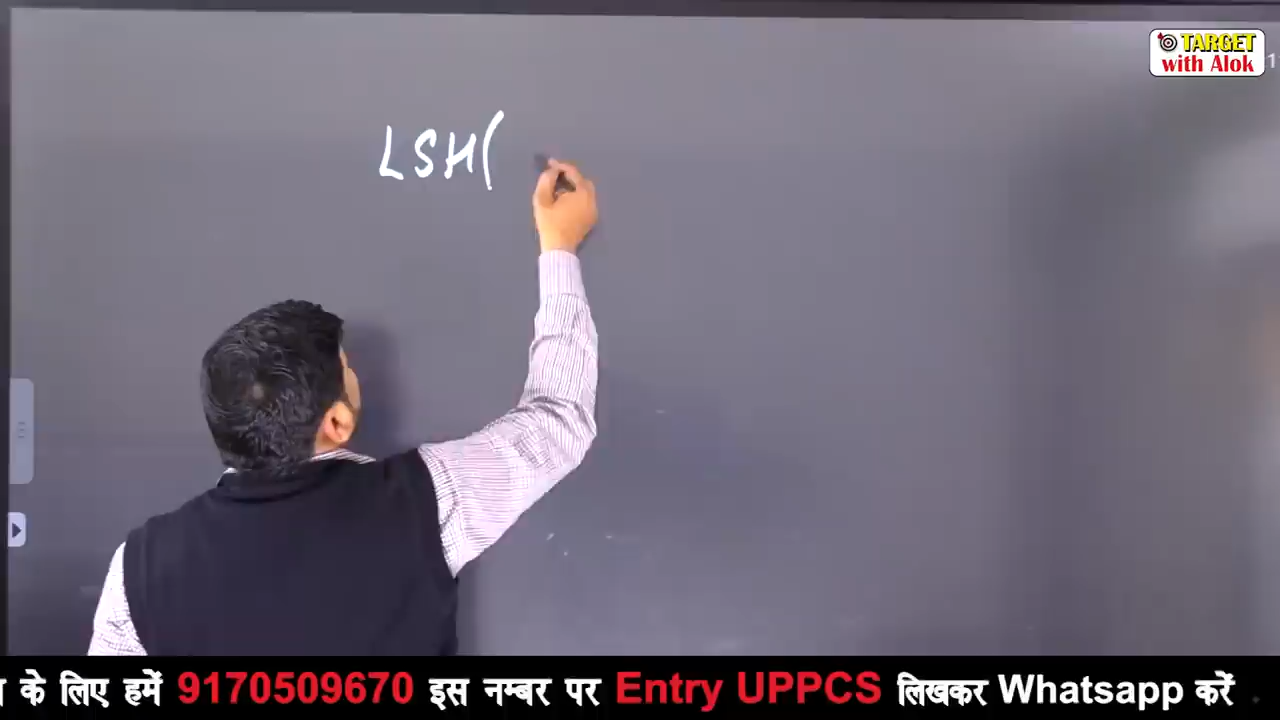 TARGET
with Alok
LSH(
के लिए हमें 9170509670 इस नम्बर पर Entry UPPCS लिखकर Whatsapp करें